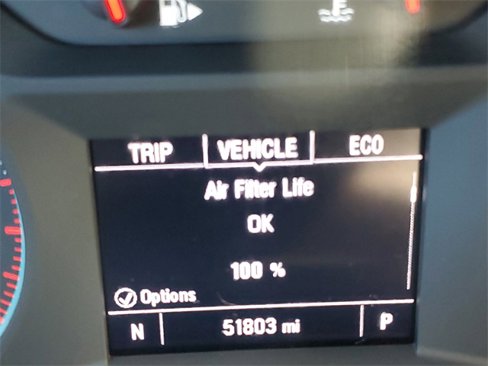 TRIP VEHICLE ECO
Air Filter Life
OK
100 %
Options
N 51803 mi P